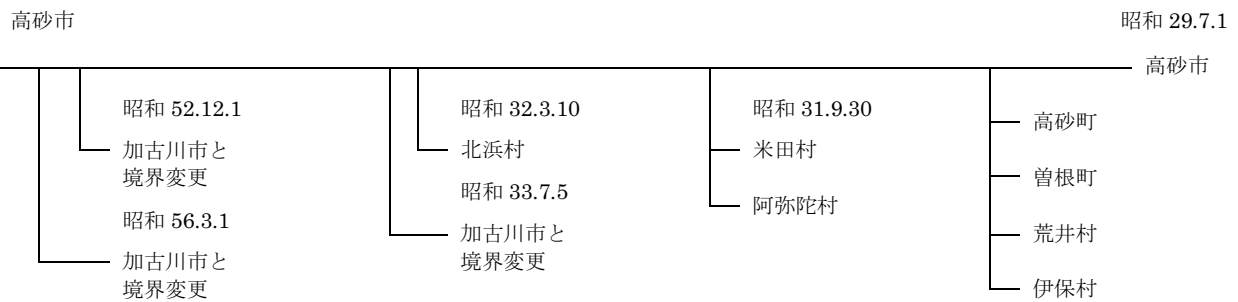 高砂市
昭和 29.7.1
高砂市
昭和 52.12.1
加古川市と
境界変更
昭和 56.3.1
加古川市と
境界変更
昭和 32.3.10
北浜村
昭和 33.7.5
加古川市と
境界変更
昭和 31.9.30
米田村
阿弥陀村
高砂町
曽根町
荒井村
伊保村